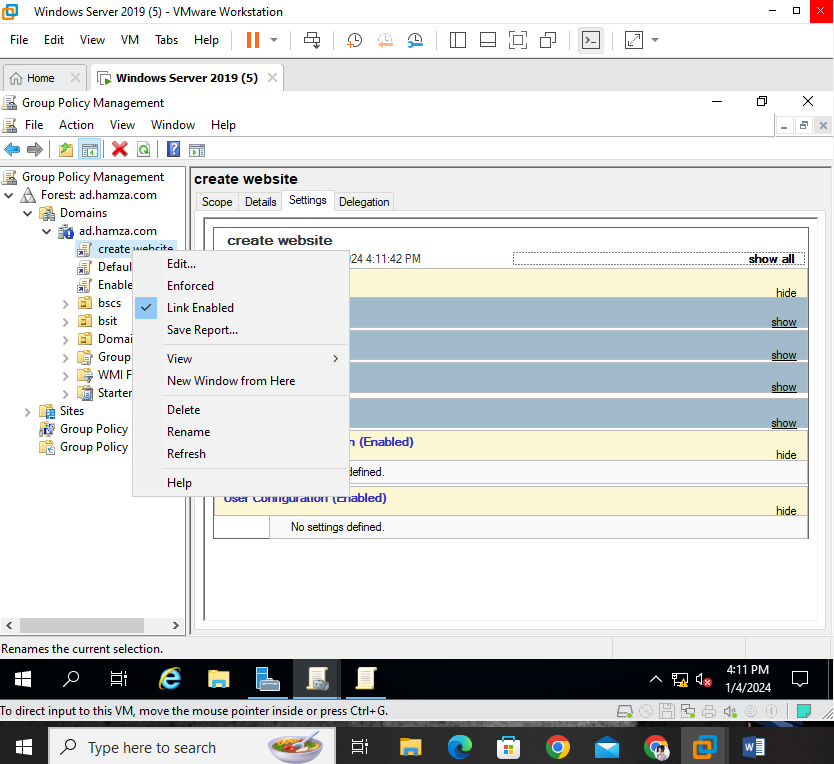 Windows Server 2019 (5) - VMware Workstation
File Edit View VM Tabs Help
Home Windows Server 2019 (5)
Group Policy Management
File Action View Window Help
Group Policy Management
Forest: ad.hamza.com
Domains
ad.hamza.com
create website
Defaul
Enable
bscs
bsit
Domai
Group
WMI F
Starter
Sites
Group Policy
Group Policy
Edit...
Enforced
Link Enabled
Save Report...
View
New Window from Here
Delete
Rename
Refresh
Help
create website
Scope Details Settings Delegation
create website
024 4:11:42 PM
show all
hide
show
show
show
show
n (Enabled)
hide
defined.
User Configuration (Enabled)
hide
No settings defined.
Renames the current selection.
4:11 PM
1/4/2024
To direct input to this VM, move the mouse pointer inside or press Ctrl+G.
Type here to search